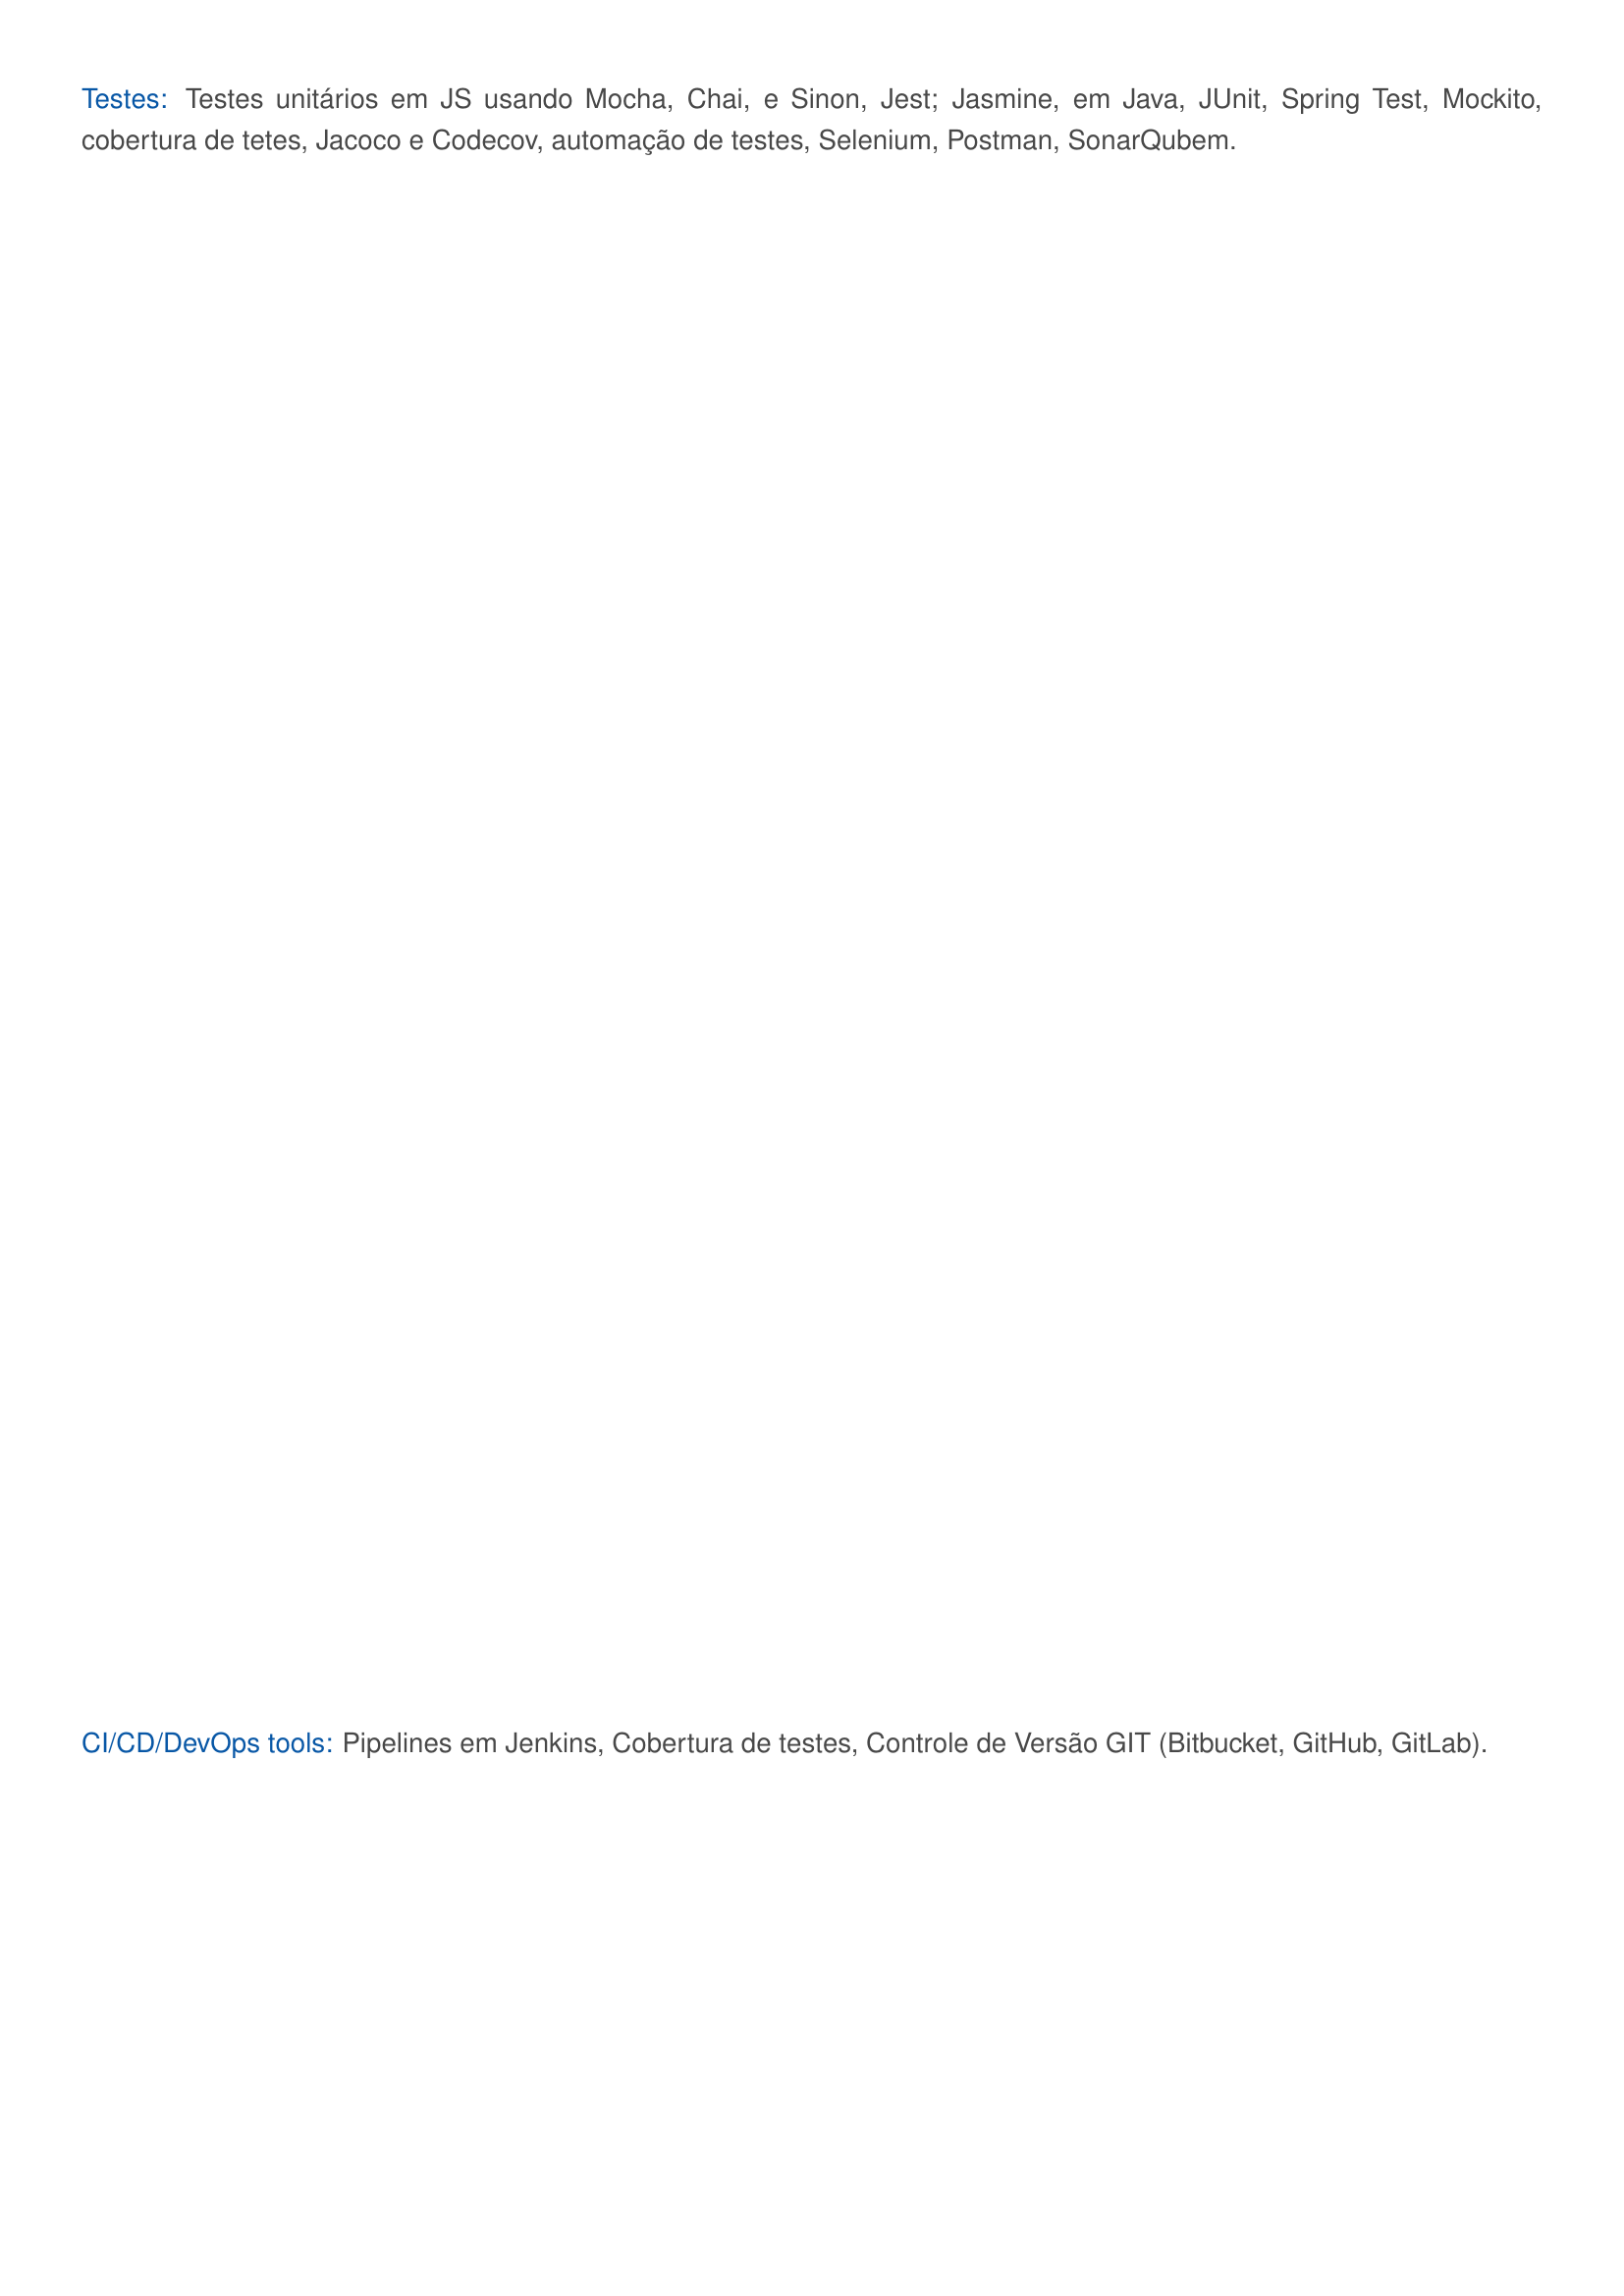 Testes: Testes unitários em JS usando Mocha, Chai, e Sinon, Jest; Jasmine, em Java, JUnit, Spring Test, Mockito,
cobertura de tetes, Jacoco e Codecov, automação de testes, Selenium, Postman, SonarQubem.
CI/CD/DevOps tools: Pipelines em Jenkins, Cobertura de testes, Controle de Versão GIT (Bitbucket, GitHub, GitLab).